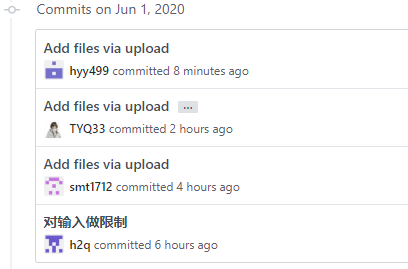 Commits on Jun 1, 2020
Add files via upload
hyy499 committed 8 minutes ago
Add files via upload ...
TYQ33 committed 2 hours ago
Add files via upload
smt1712 committed 4 hours ago
对输入做限制
h2q committed 6 hours ago